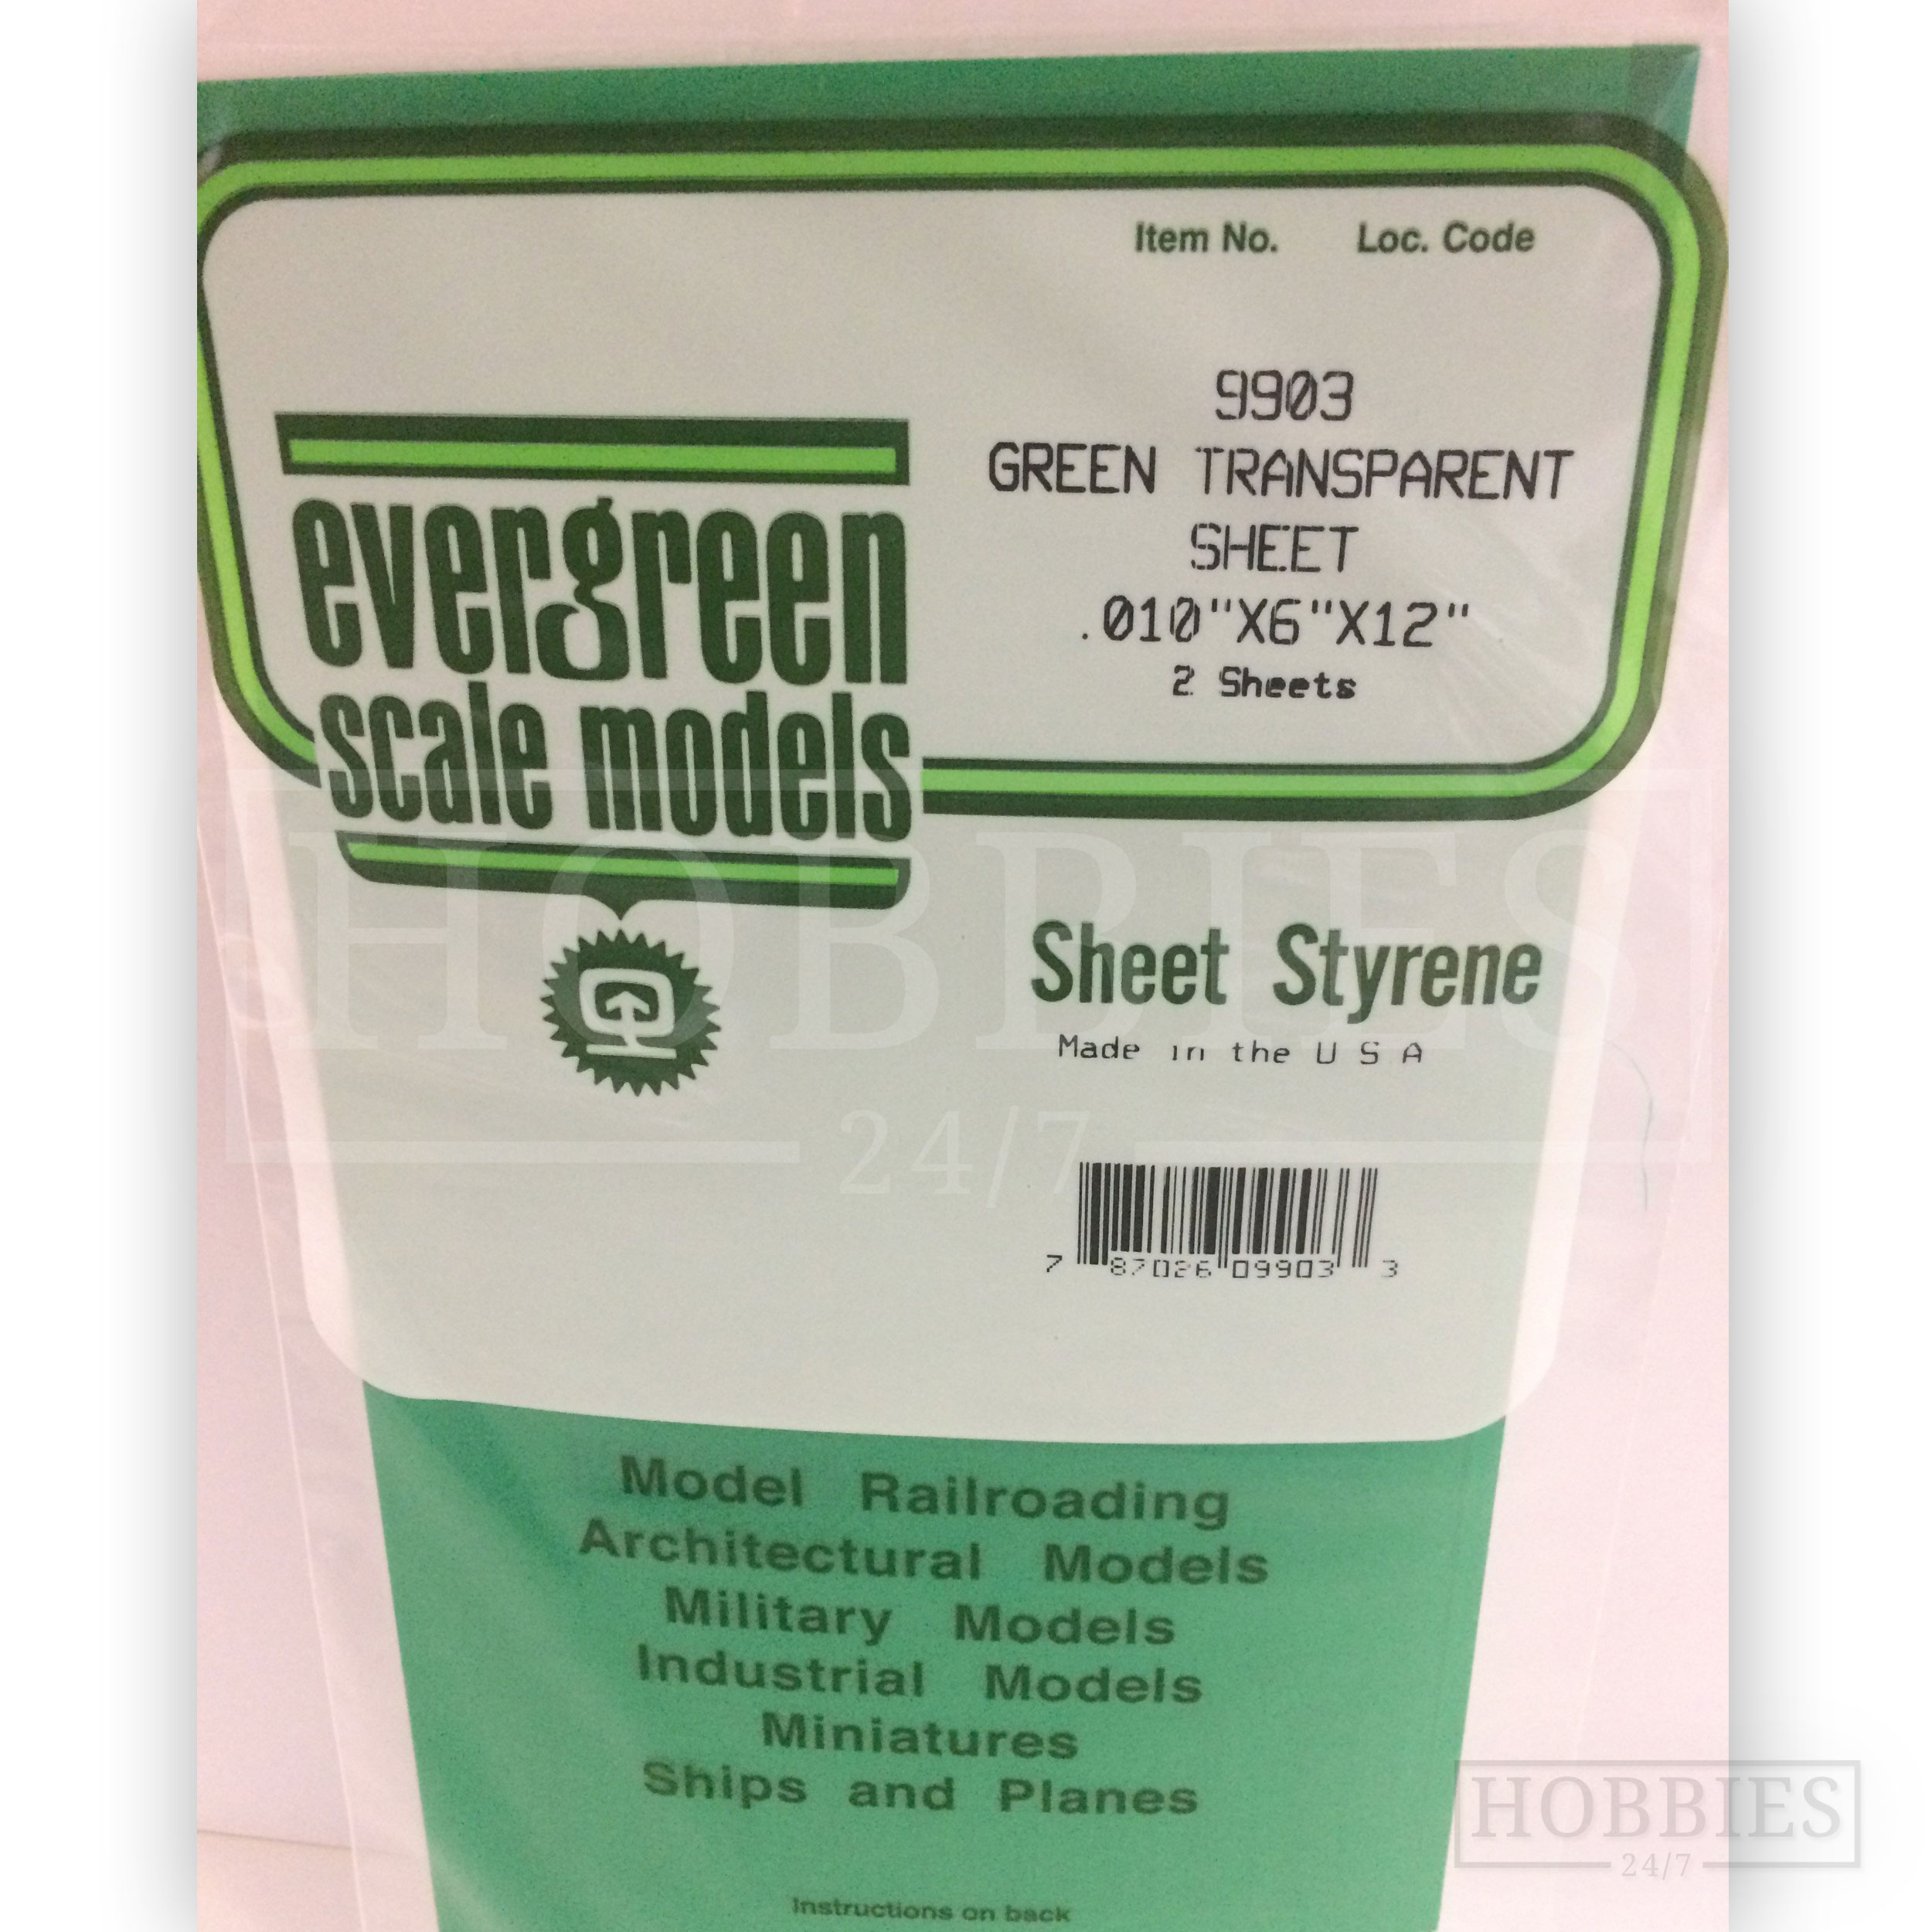 Item No. Loc. Code
9903
GREEN TRANSPARENT
SHEET
.010"X6"X12"
2 Sheets
evergreen
scale models
Sheet Styrene
Made in the U S A
HOBBIES
24/7
7 87026 09903 3
Model Railroading
Architectural Models
Military Models
Industrial Models
Miniatures
Ships and Planes
Instructions on back
HOBBIES
24/7